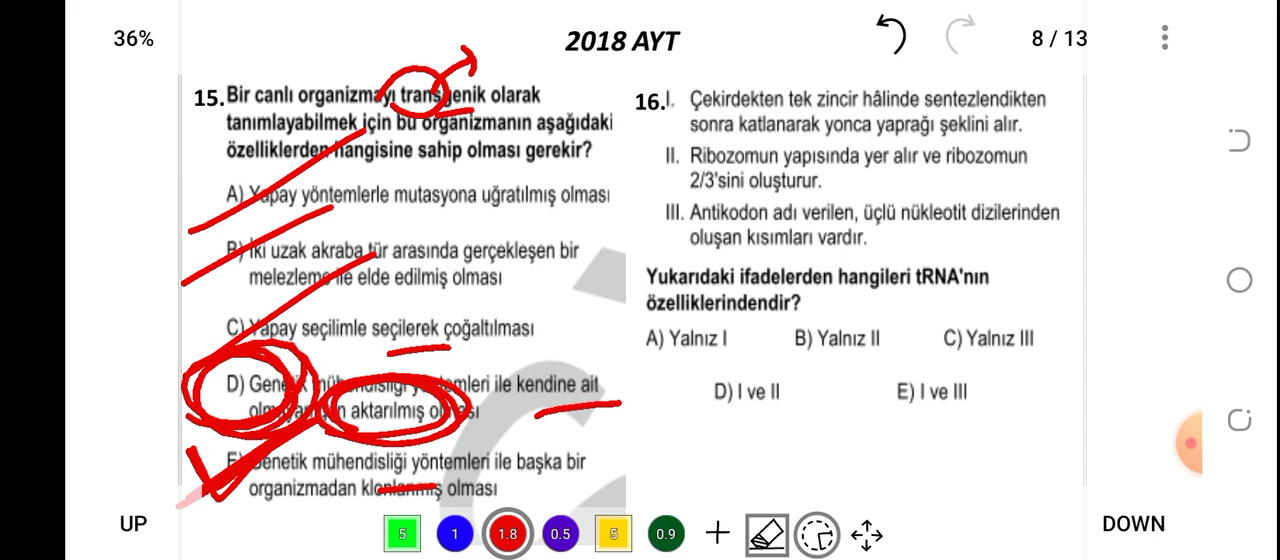 36%
2018 AYT
8 / 13
15. Bir canlı organizmayı transgenik olarak
tanımlayabilmek için bu organizmanın aşağıdaki
özelliklerden hangisine sahip olması gerekir?
A) Yapay yöntemlerle mutasyona uğratılmış olması
B) İki uzak akraba tür arasında gerçekleşen bir
melezleme ile elde edilmiş olması
C) Yapay seçilimle seçilerek çoğaltılması
D) Genetik mühendisliği yöntemleri ile kendine ait
olmayan gen aktarılmış olması
E) Genetik mühendisliği yöntemleri ile başka bir
organizmadan klonlanmış olması
16. I. Çekirdekten tek zincir hâlinde sentezlendikten
sonra katlanarak yonca yaprağı şeklini alır.
II. Ribozomun yapısında yer alır ve ribozomun
2/3'sini oluşturur.
III. Antikodon adı verilen, üçlü nükleotit dizilerinden
oluşan kısımları vardır.
Yukarıdaki ifadelerden hangileri tRNA'nın
özelliklerindendir?
A) Yalnız I B) Yalnız II C) Yalnız III
D) I ve II E) I ve III
UP
5 1 1.8 0.5 5 0.9
DOWN